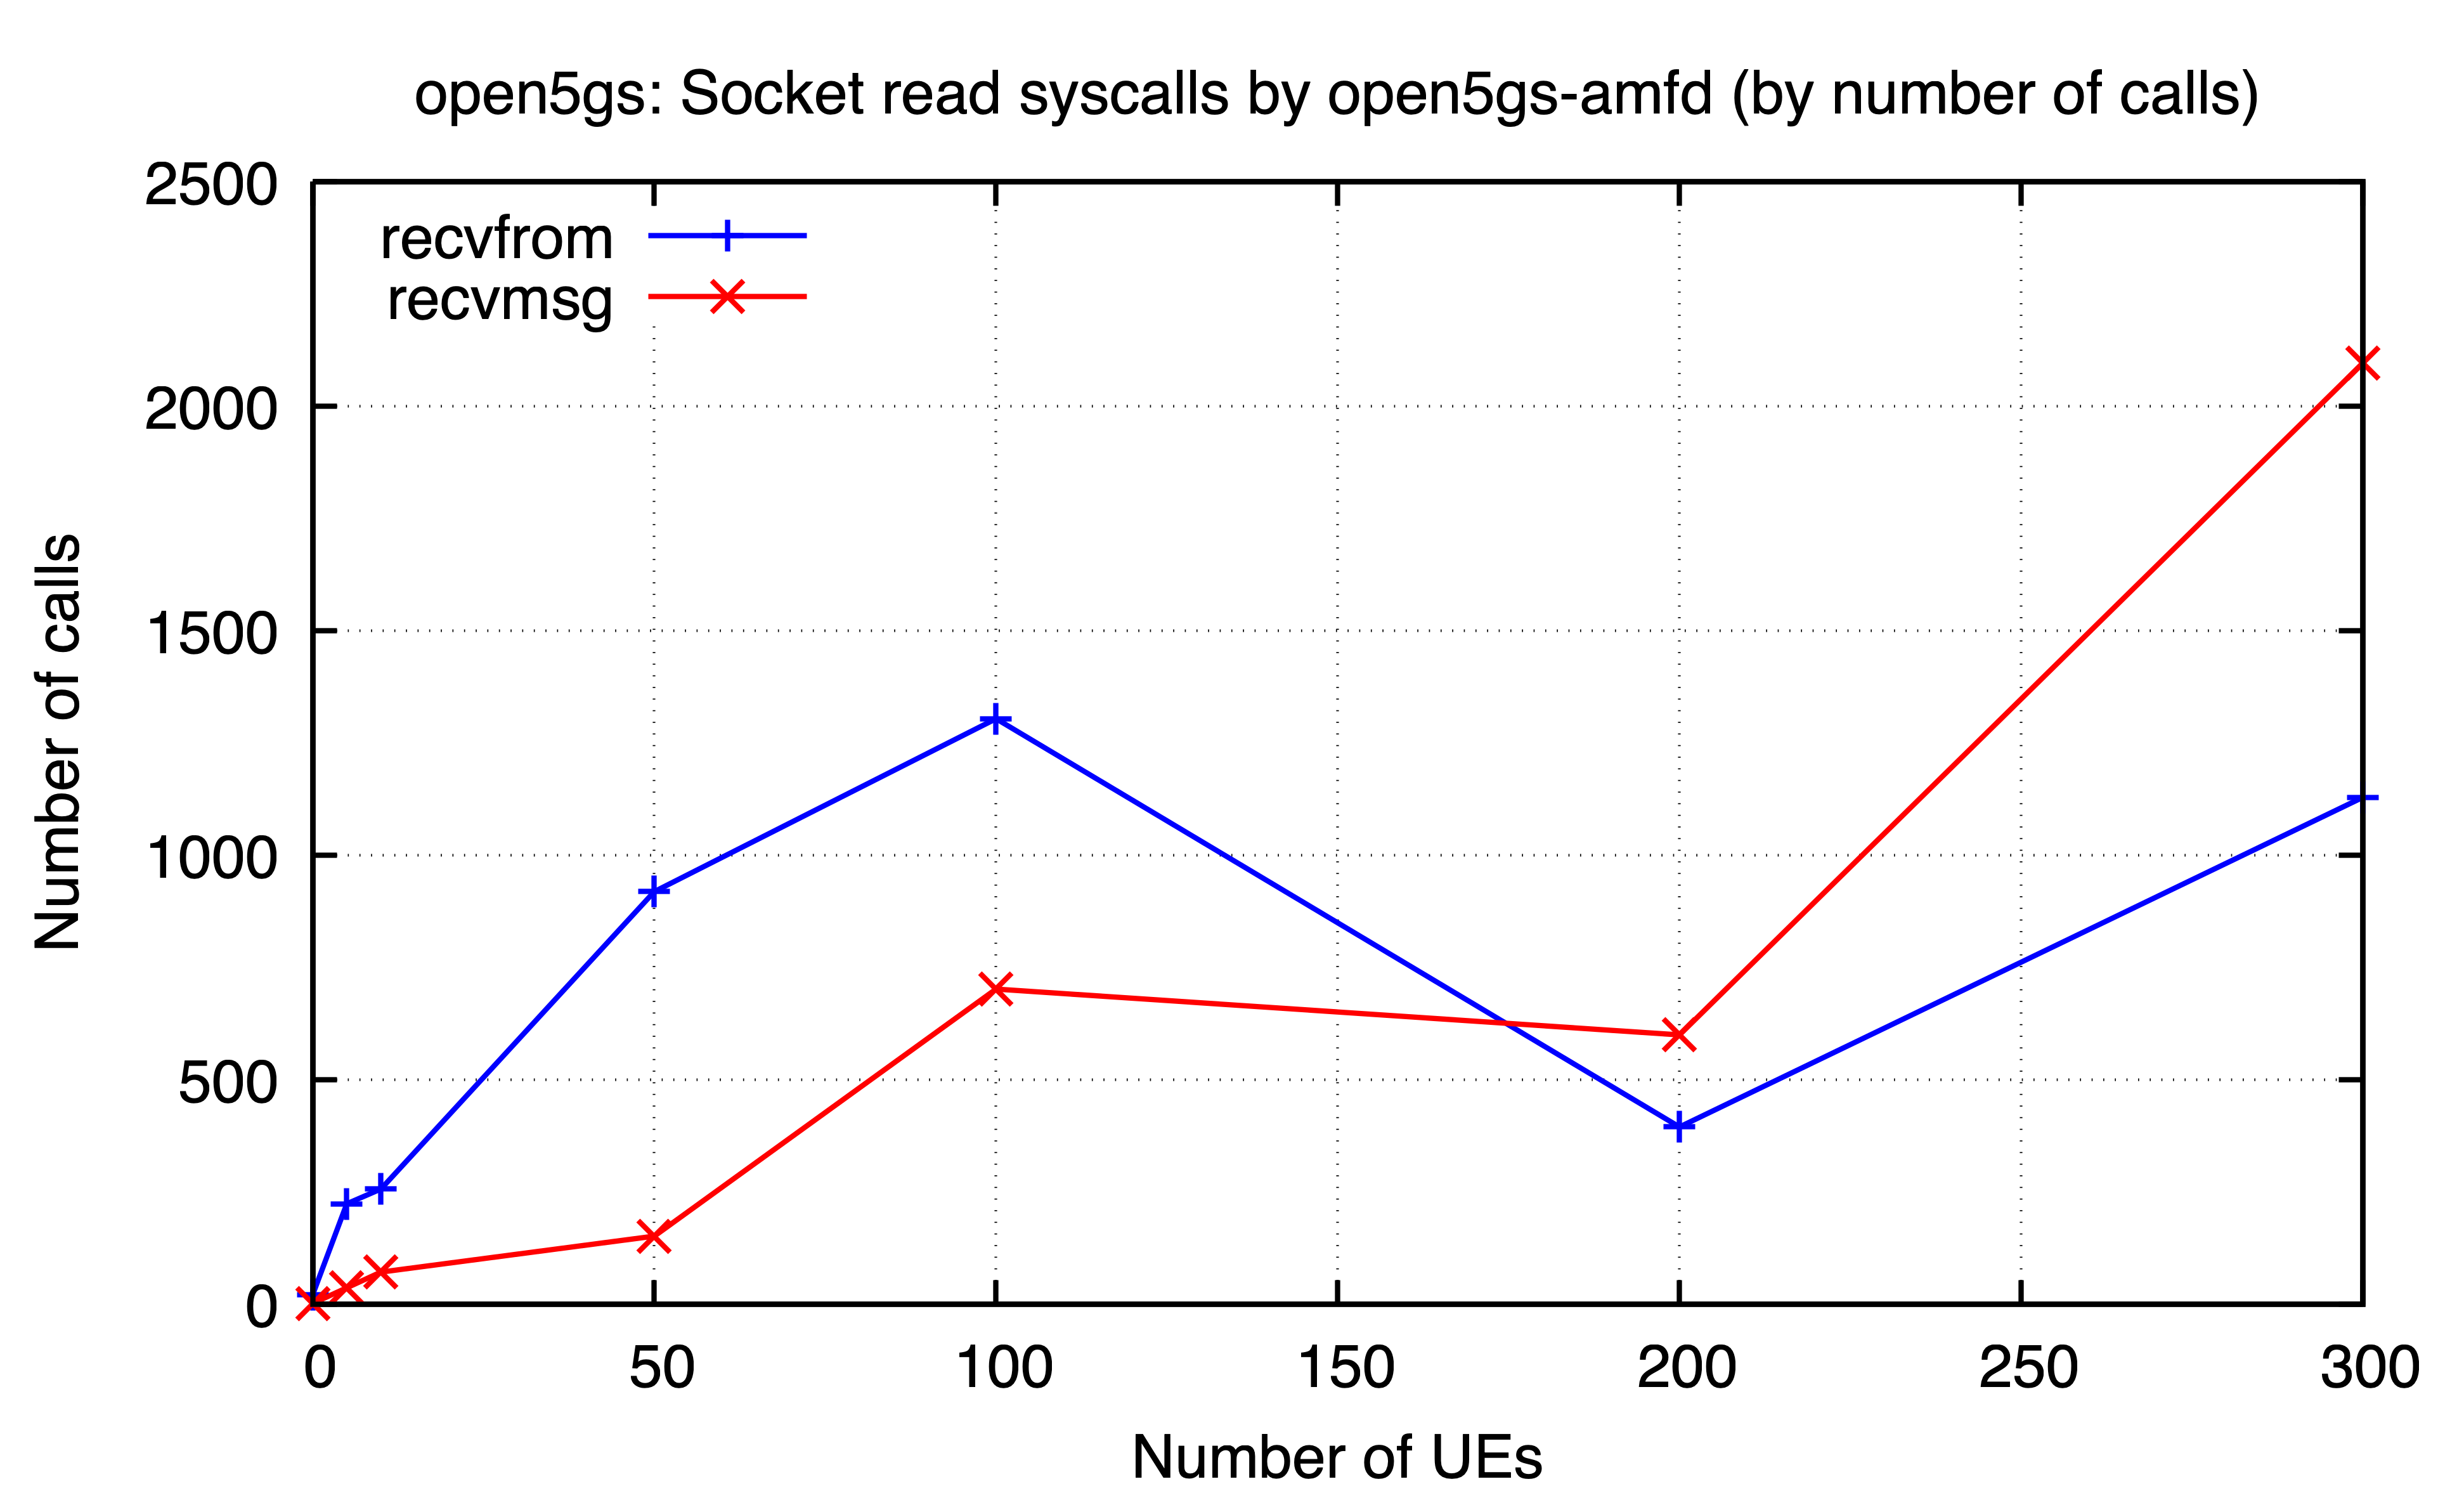 open5gs: Socket read syscalls by open5gs-amfd (by number of calls)
2500
recvfrom
recvmsg
2000
1500
1000
500
0
Number of calls
0 50 100 150 200 250 300
Number of UEs